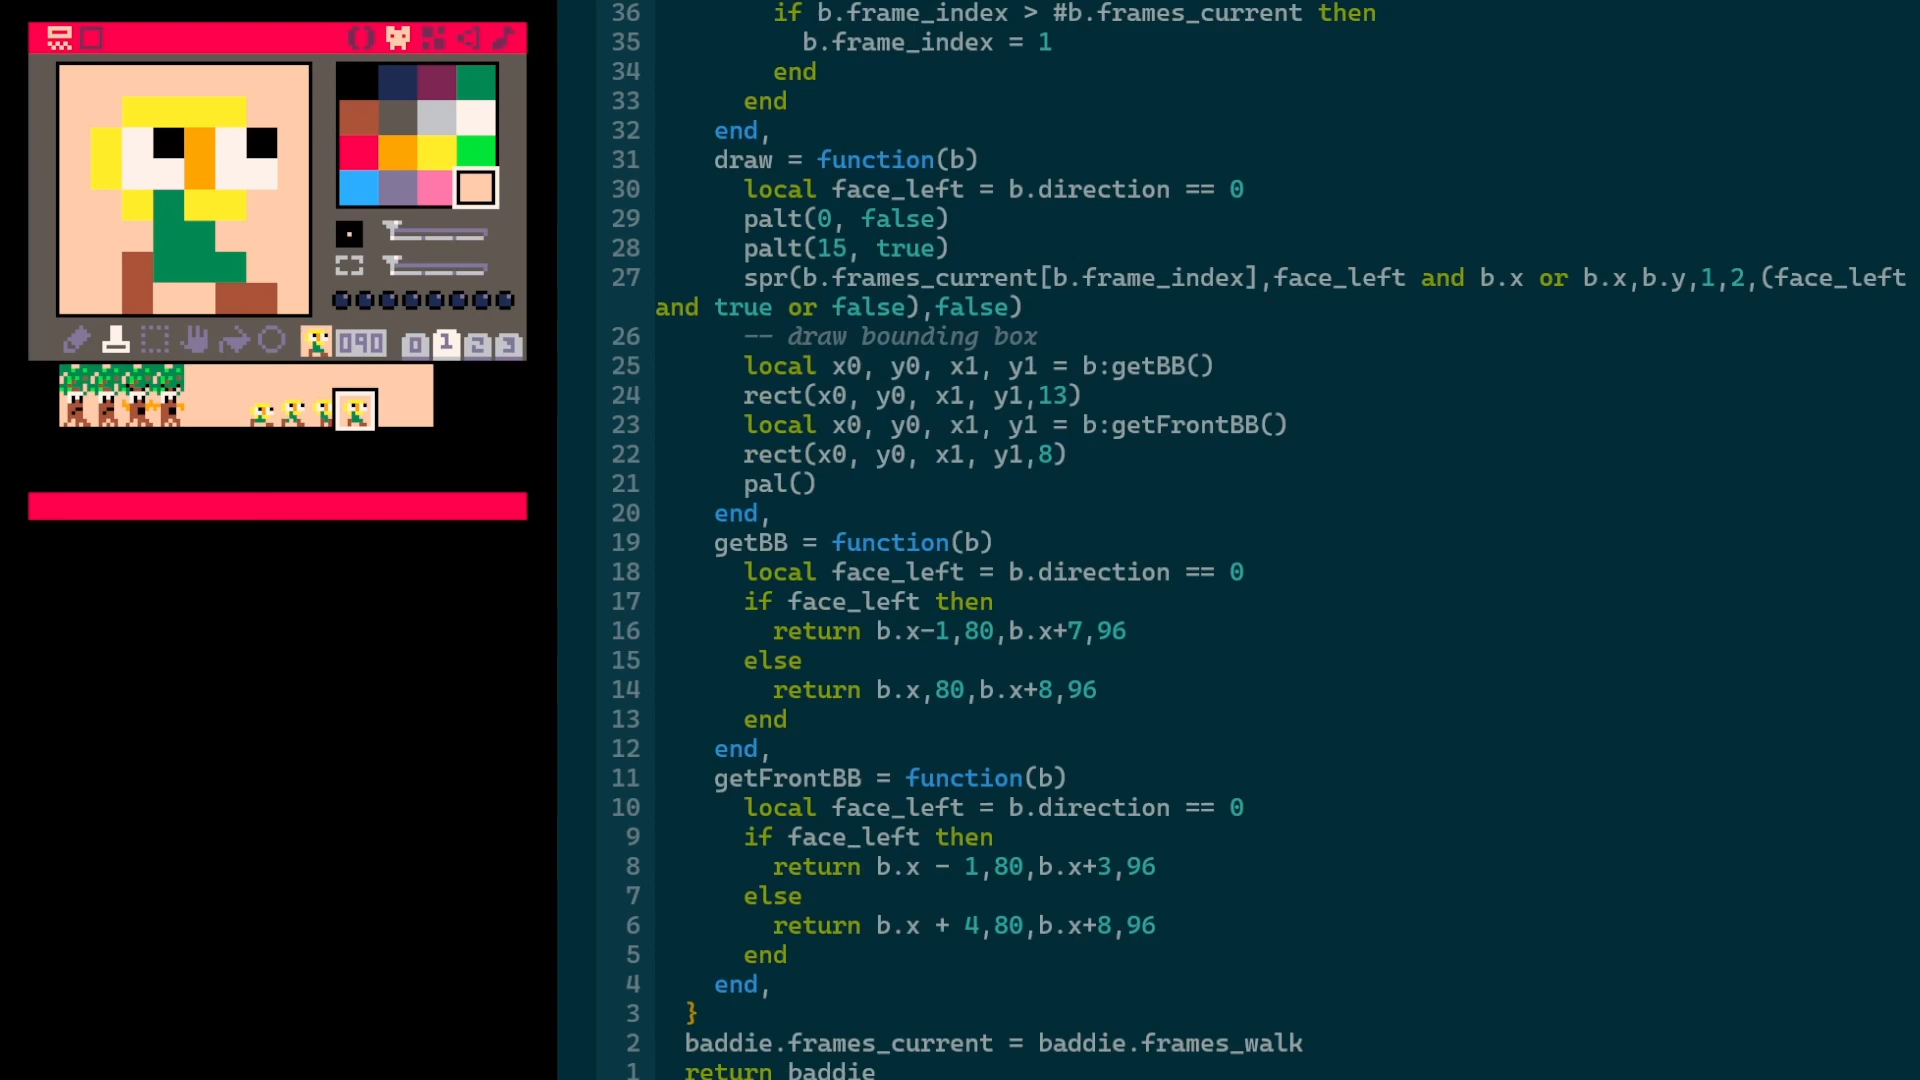 090 0 1 2 3
36 if b.frame_index > #b.frames_current then
35 b.frame_index = 1
34 end
33 end
32 end,
31 draw = function(b)
30 local face_left = b.direction == 0
29 palt(0, false)
28 palt(15, true)
27 spr(b.frames_current[b.frame_index],face_left and b.x or b.x,b.y,1,2,(face_left
and true or false),false)
26 -- draw bounding box
25 local x0, y0, x1, y1 = b:getBB()
24 rect(x0, y0, x1, y1,13)
23 local x0, y0, x1, y1 = b:getFrontBB()
22 rect(x0, y0, x1, y1,8)
21 pal()
20 end,
19 getBB = function(b)
18 local face_left = b.direction == 0
17 if face_left then
16 return b.x-1,80,b.x+7,96
15 else
14 return b.x,80,b.x+8,96
13 end
12 end,
11 getFrontBB = function(b)
10 local face_left = b.direction == 0
9 if face_left then
8 return b.x - 1,80,b.x+3,96
7 else
6 return b.x + 4,80,b.x+8,96
5 end
4 end,
3 }
2 baddie.frames_current = baddie.frames_walk
1 return baddie